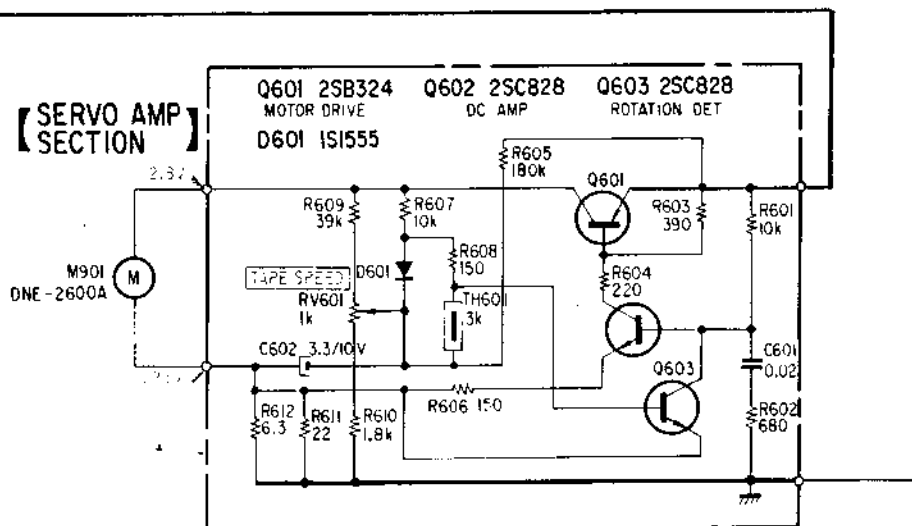 Q601 2SB324 Q602 2SC828 Q603 2SC828
MOTOR DRIVE DC AMP ROTATION DET
D601 1S1555
【SERVO AMP
SECTION】
R605
180k
2.8V
Q601
R609
39k
R607
10k
R603
390
R601
10k
R608
150
M901
DNE-2600A
M
TAPE SPEED
D601
R604
220
RV601
1k
TH601
.3k
C602 3.3/10V
Q603
C601
0.02
R606 150
R612
6.3
R611
22
R610
1.8k
R602
680